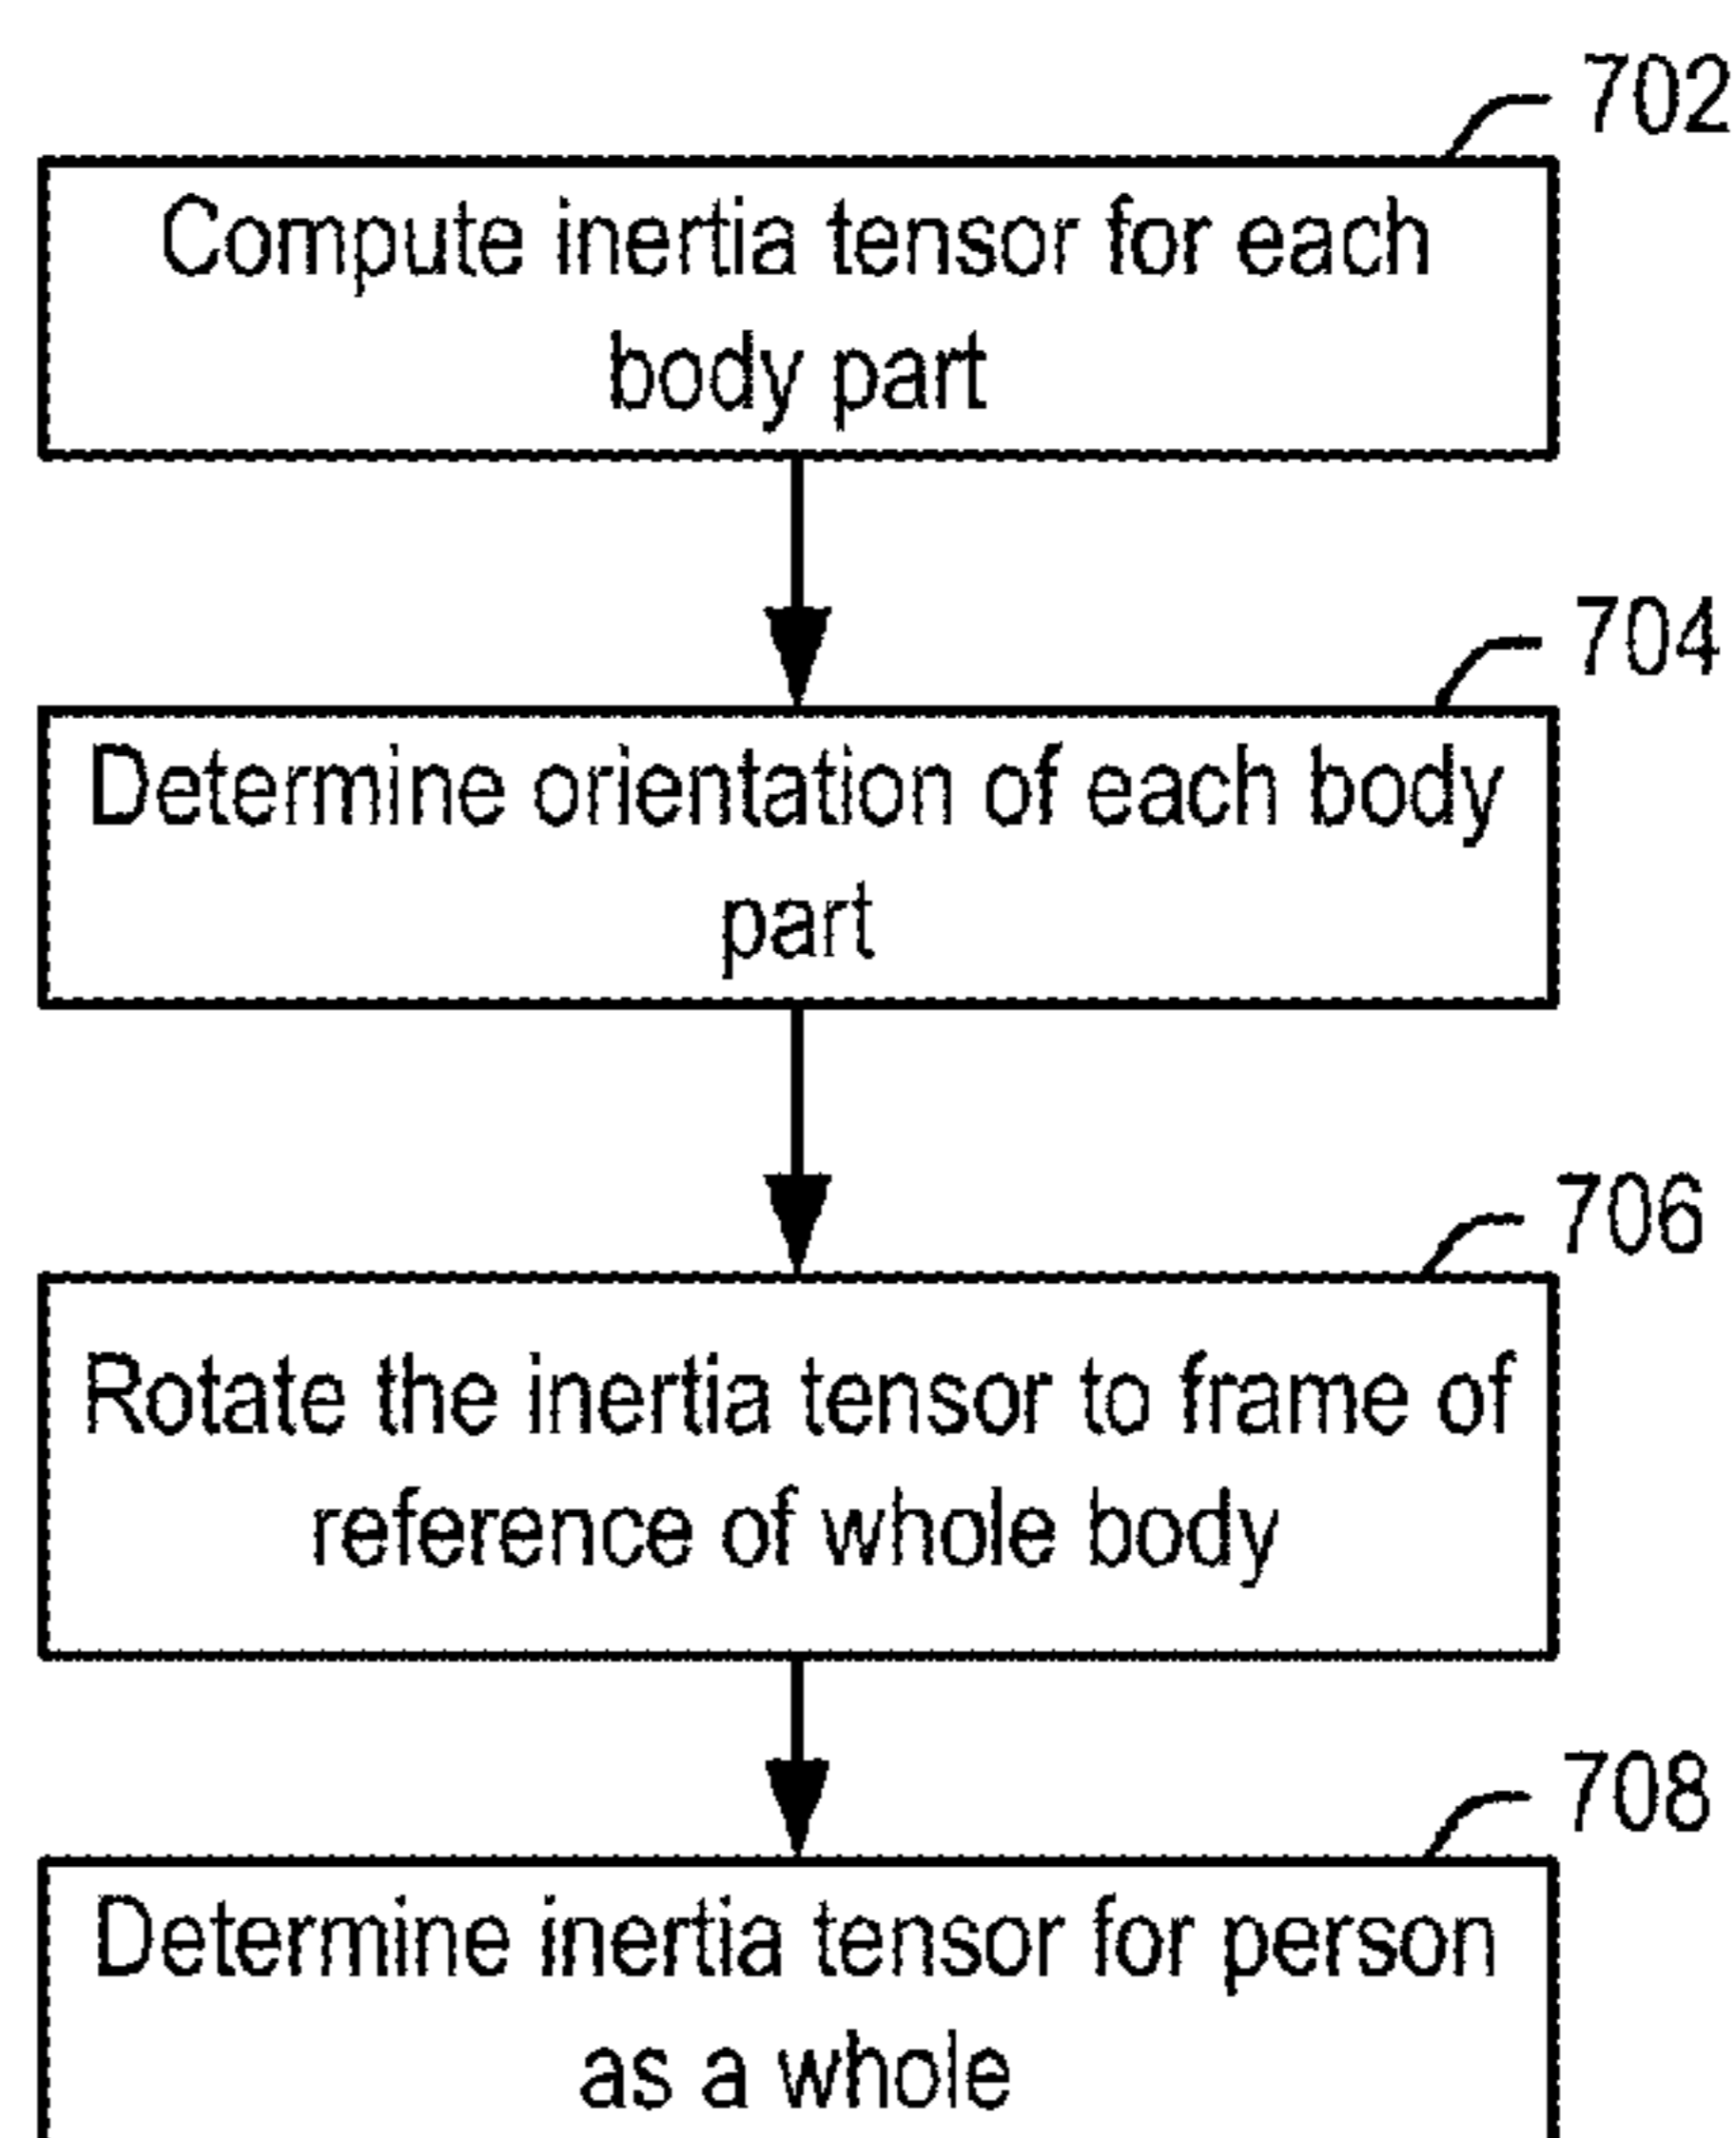 702
Compute inertia tensor for each
body part
704
Determine orientation of each body
part
706
Rotate the inertia tensor to frame of
reference of whole body
708
Determine inertia tensor for person
as a whole